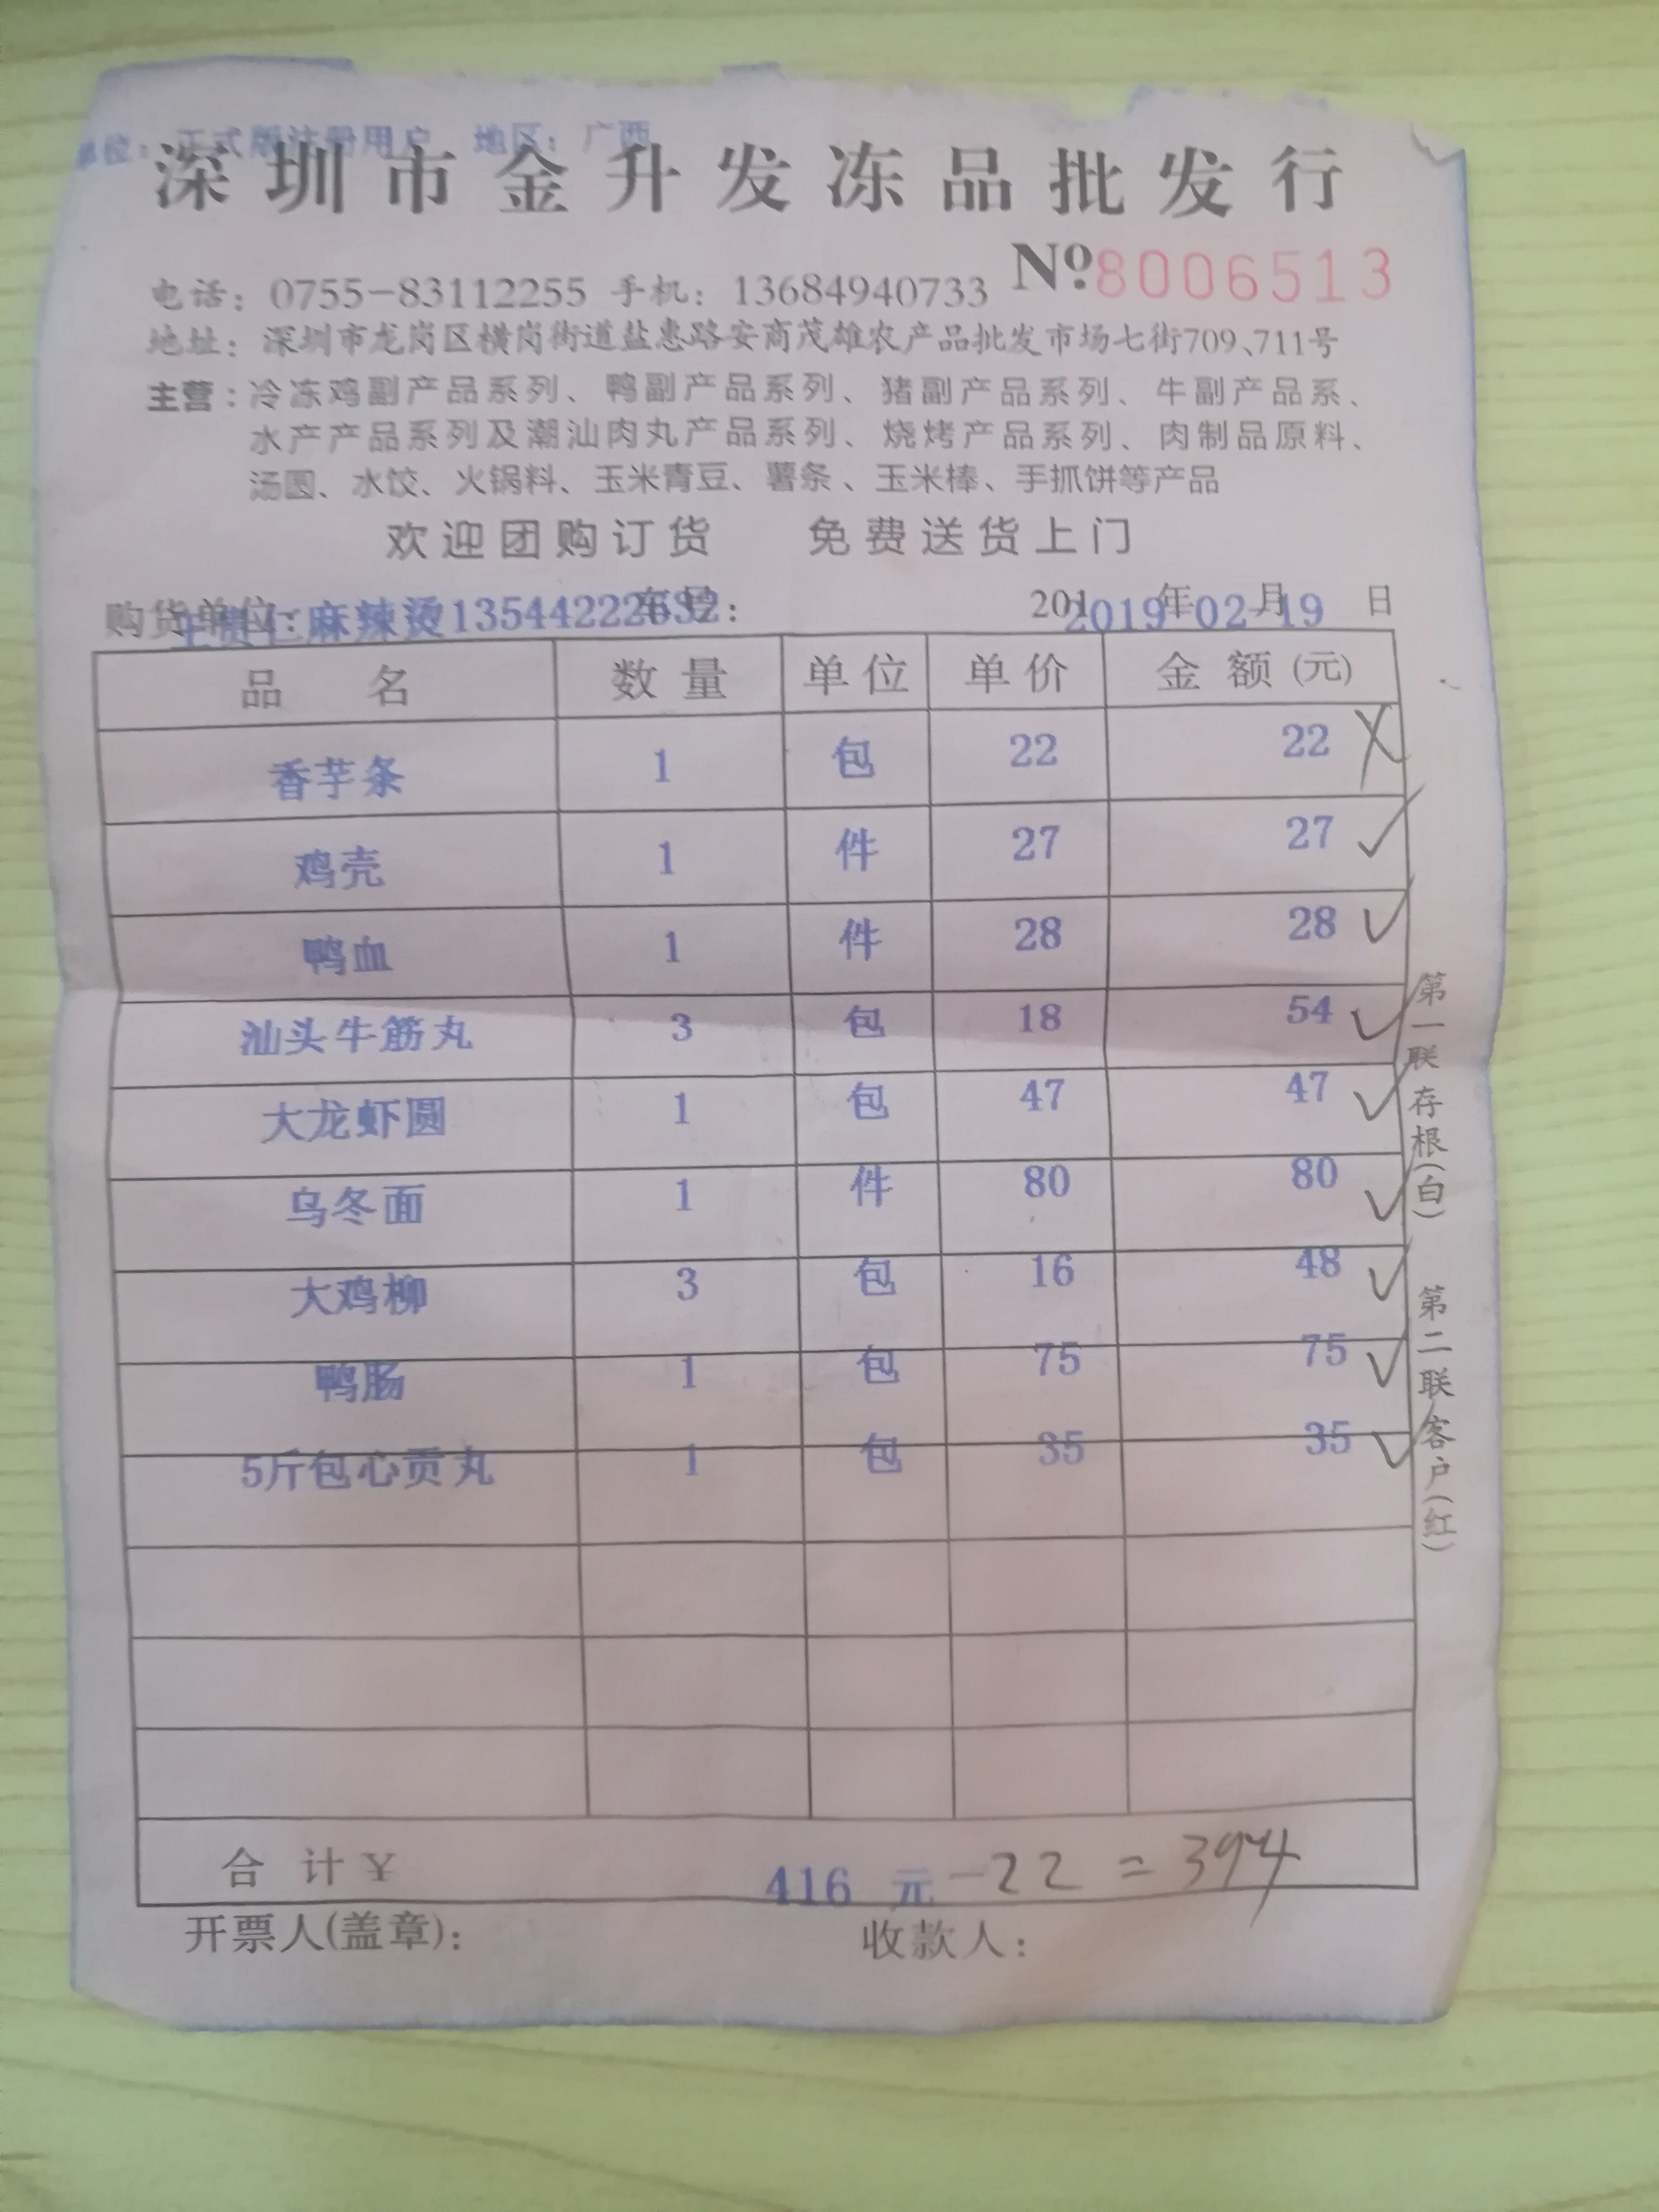 单位：正式版注册用户 地区：广西
深圳市金升发冻品批发行
电话：0755-83112255 手机：13684940733 Nº8006513
地址：深圳市龙岗区横岗街道盐惠路安商茂雄农产品批发市场七街709、711号
主营：冷冻鸡副产品系列、鸭副产品系列、猪副产品系列、牛副产品系、
水产产品系列及潮汕肉丸产品系列、烧烤产品系列、肉制品原料、
汤圆、水饺、火锅料、玉米青豆、薯条、玉米棒、手抓饼等产品
欢迎团购订货 免费送货上门
购货单位：麻辣烫13544222632 201 年 月 日 2019-02-19
品名 数量 单位 单价 金额(元)
香芋条 1 包 22 22
鸡壳 1 件 27 27 ✓
鸭血 1 件 28 28 ✓
汕头牛筋丸 3 包 18 54 ✓
大龙虾圆 1 包 47 47 ✓
乌冬面 1 件 80 80 ✓
大鸡柳 3 包 16 48 ✓
鸭肠 1 包 75 75 ✓
5斤包心贡丸 1 包 35 35 ✓
合计￥ 416 元 -22 = 394
开票人(盖章)： 收款人：
第一联存根(白)
第二联客户(红)